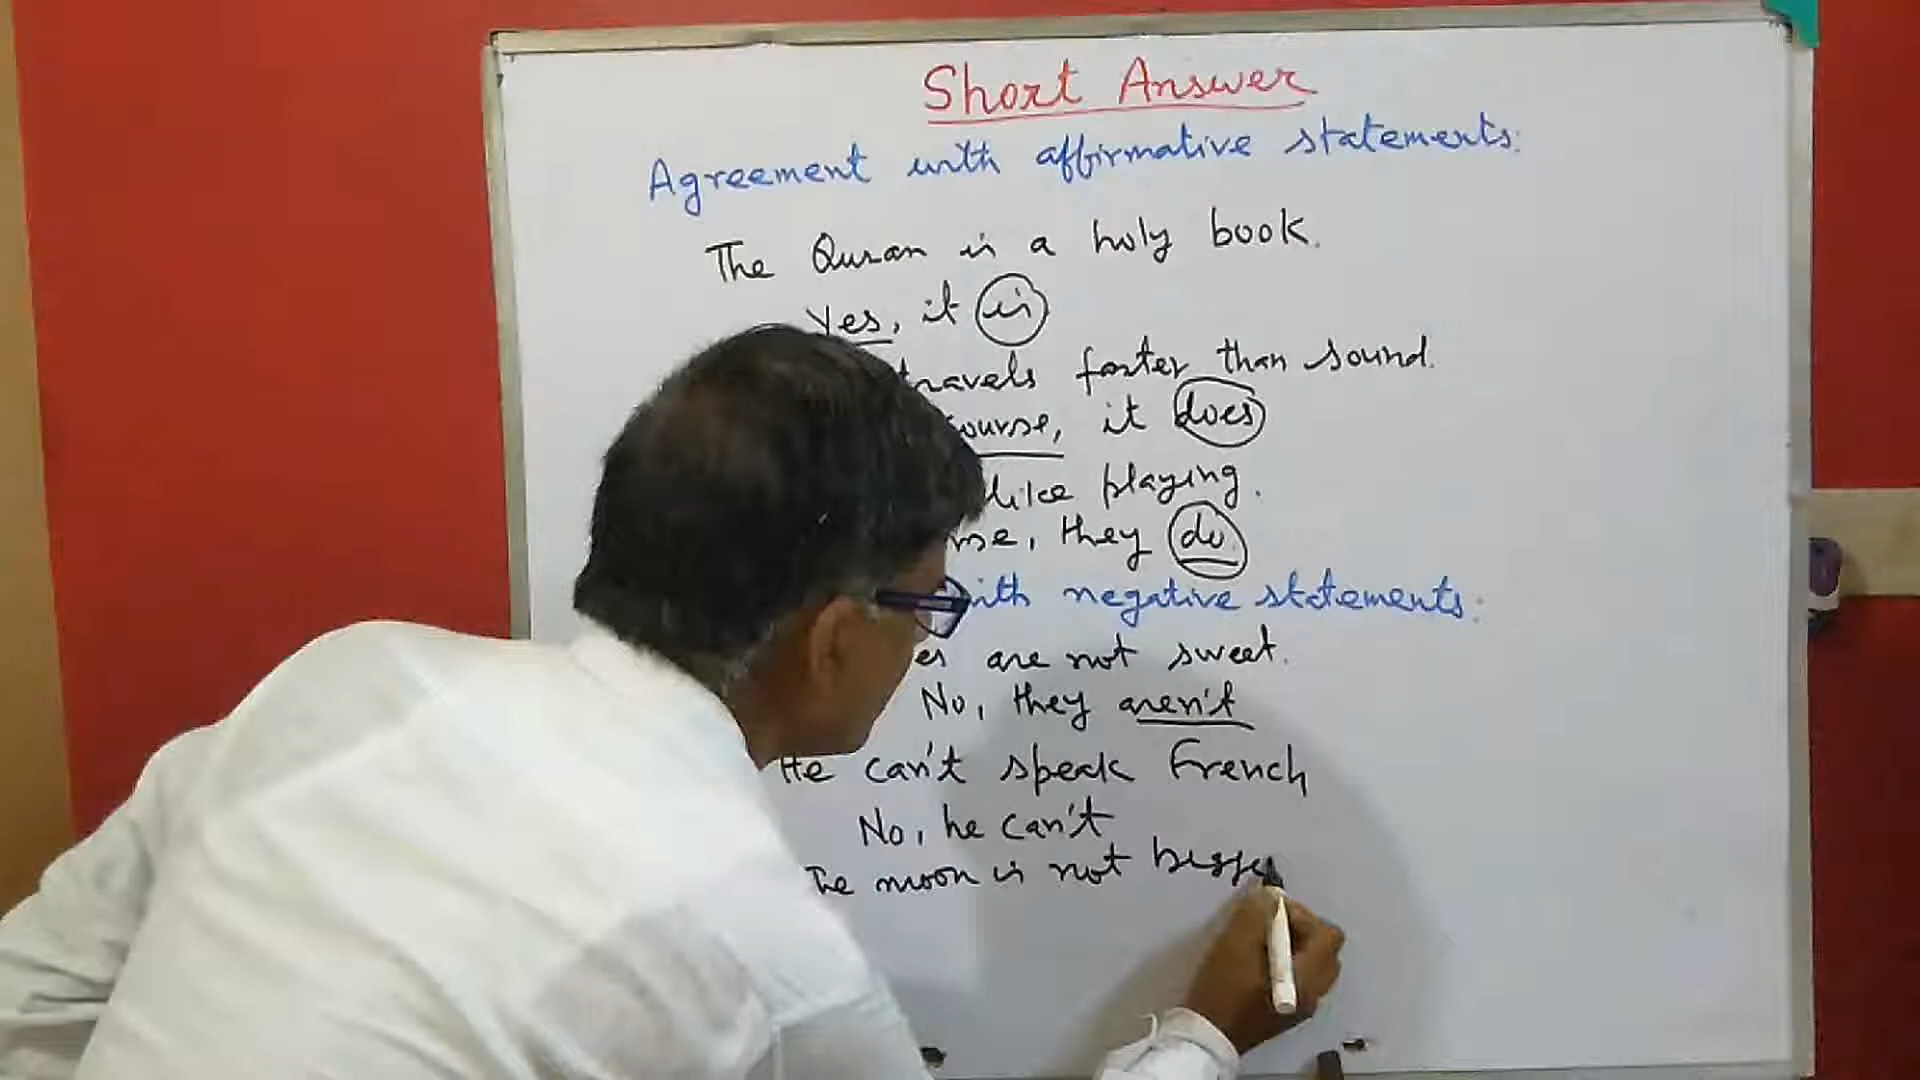 Short Answer
Agreement with affirmative statements:
The Quran is a holy book.
Yes, it is
travels faster than sound.
course, it does
like playing.
they do
with negative statements:
are not sweet.
No, they aren't
He can't speak French
No, he can't
The moon is not